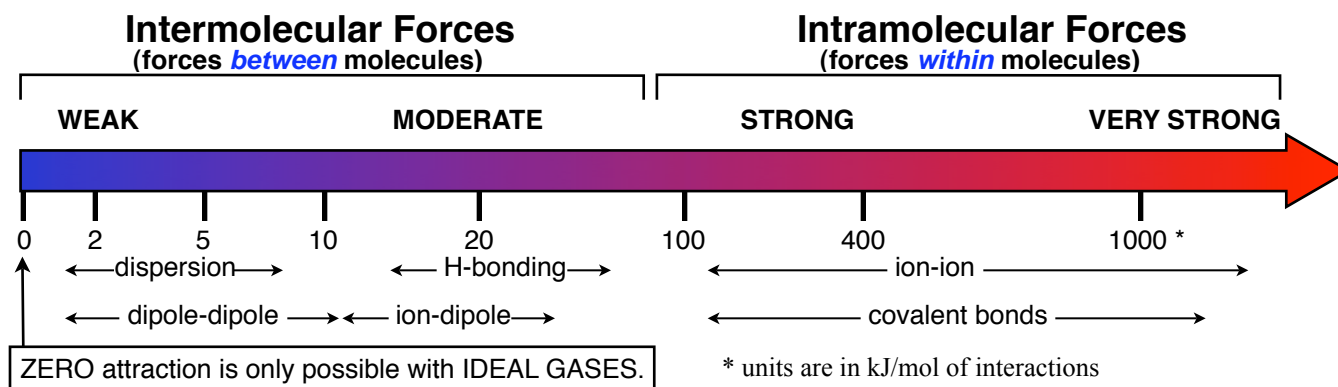 Intermolecular Forces
(forces between molecules)
Intramolecular Forces
(forces within molecules)
WEAK MODERATE STRONG VERY STRONG
0 2 5 10 20 100 400 1000 *
dispersion H-bonding ion-ion
dipole-dipole ion-dipole covalent bonds
ZERO attraction is only possible with IDEAL GASES.
* units are in kJ/mol of interactions